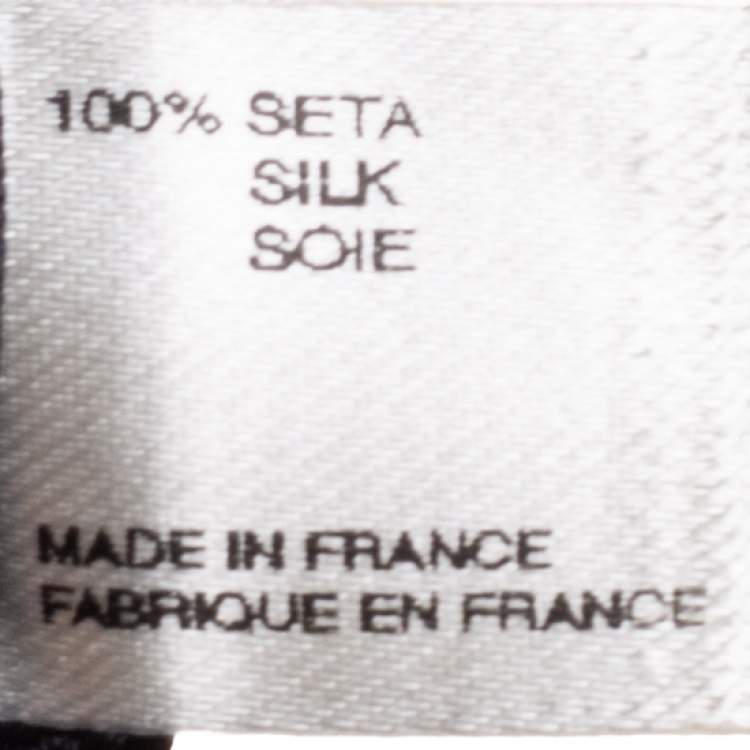 100% SETA
SILK
SOIE
MADE IN FRANCE
FABRIQUE EN FRANCE